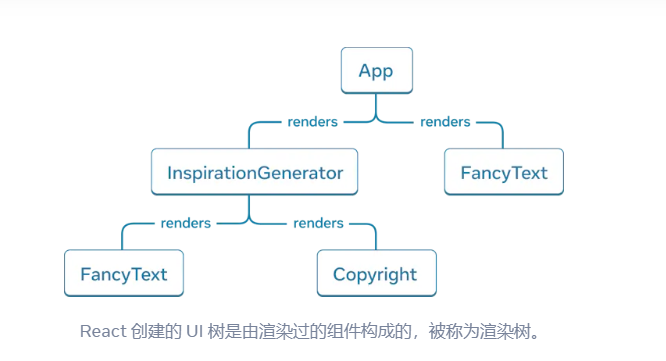 App
renders
renders
InspirationGenerator
FancyText
renders
renders
FancyText
Copyright
React 创建的 UI 树是由渲染过的组件构成的，被称为渲染树。